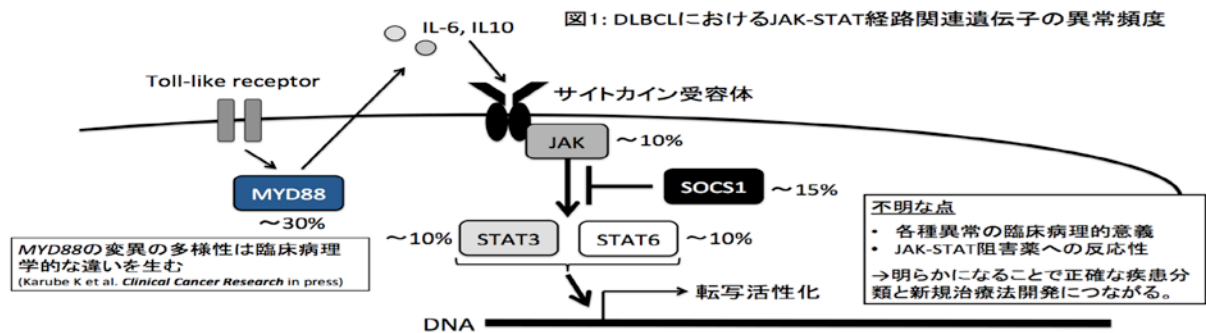 図1: DLBCLにおけるJAK-STAT経路関連遺伝子の異常頻度
IL-6, IL10
Toll-like receptor
サイトカイン受容体
JAK
～10%
MYD88
～30%
SOCS1
～15%
～10%
STAT3
STAT6
～10%
MYD88の変異の多様性は臨床病理
学的な違いを生む
(Karube K et al. Clinical Cancer Research in press)
不明な点
• 各種異常の臨床病理的意義
• JAK-STAT阻害薬への反応性
→明らかになることで正確な疾患分
類と新規治療法開発につながる。
転写活性化
DNA